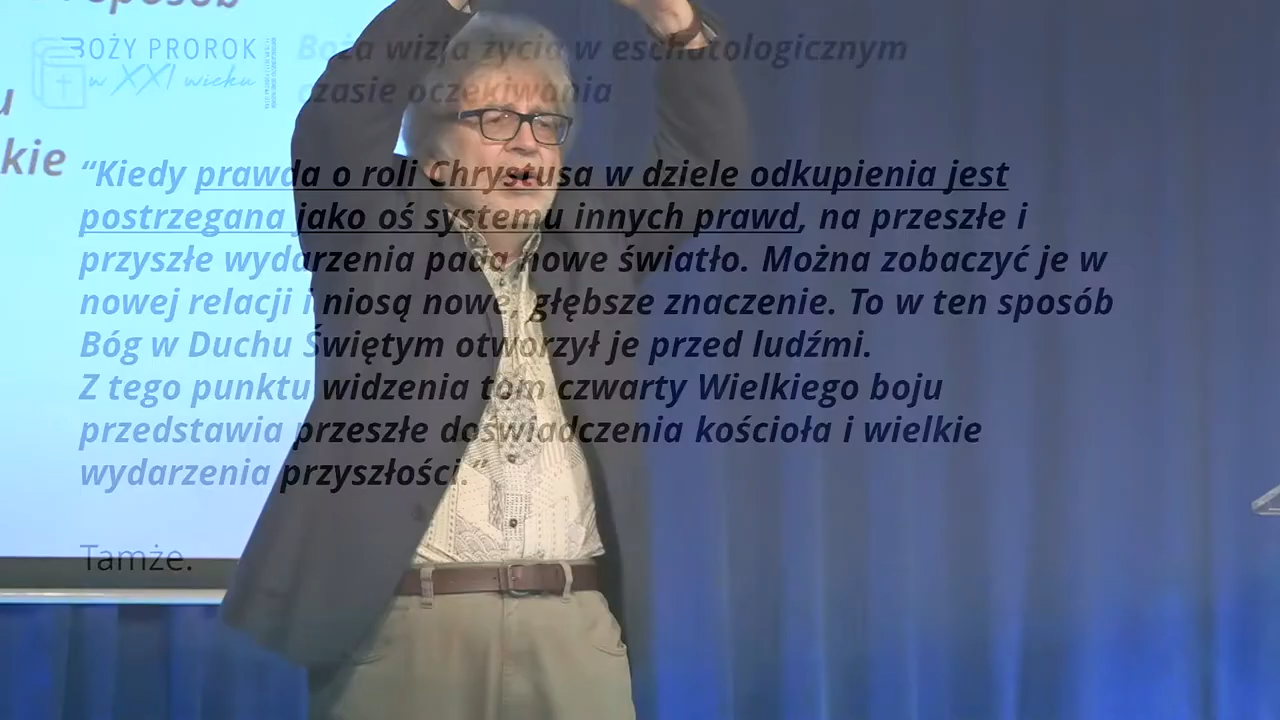 BOŻY PROROK
w XXI wieku
Boża wizja życia w eschatologicznym
czasie oczekiwania
u
kie
“Kiedy prawda o roli Chrystusa w dziele odkupienia jest
postrzegana jako oś systemu innych prawd, na przeszłe i
przyszłe wydarzenia pada nowe światło. Można zobaczyć je w
nowej relacji i niosą nowe, głębsze znaczenie. To w ten sposób
Bóg w Duchu Świętym otworzył je przed ludźmi.
Z tego punktu widzenia tom czwarty Wielkiego boju
przedstawia przeszłe doświadczenia kościoła i wielkie
wydarzenia przyszłości.”
Tamże.